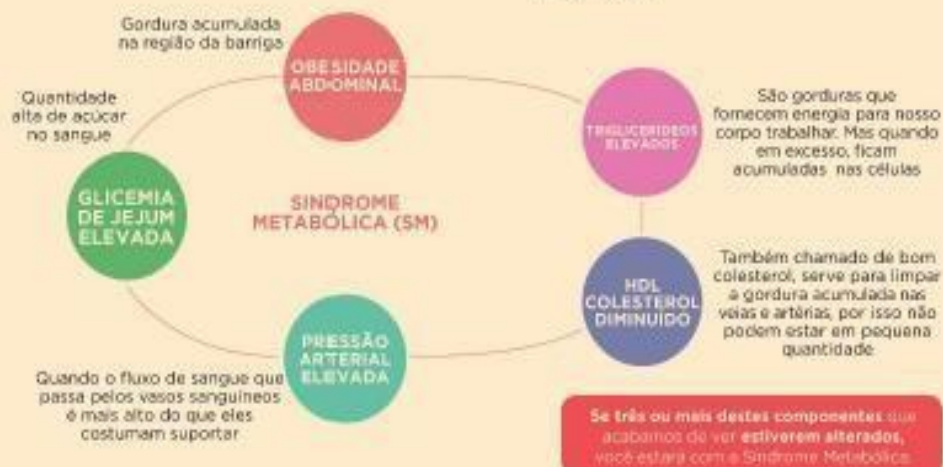 Gordura acumulada
na região da barriga
OBESIDADE
ABDOMINAL
Quantidade
alta de açúcar
no sangue
TRIGLICERÍDEOS
ELEVADOS
São gorduras que
fornecem energia para nosso
corpo trabalhar. Mas quando
em excesso, ficam
acumuladas nas células
GLICEMIA
DE JEJUM
ELEVADA
SÍNDROME
METABÓLICA (SM)
HDL
COLESTEROL
DIMINUÍDO
Também chamado de bom
colesterol, serve para limpar
a gordura acumulada nas
veias e artérias, por isso não
podem estar em pequena
quantidade
PRESSÃO
ARTERIAL
ELEVADA
Quando o fluxo de sangue que
passa pelos vasos sanguíneos
é mais alto do que eles
costumam suportar
Se três ou mais destes componentes que
acabamos de ver estiverem alterados,
você estará com a Síndrome Metabólica.